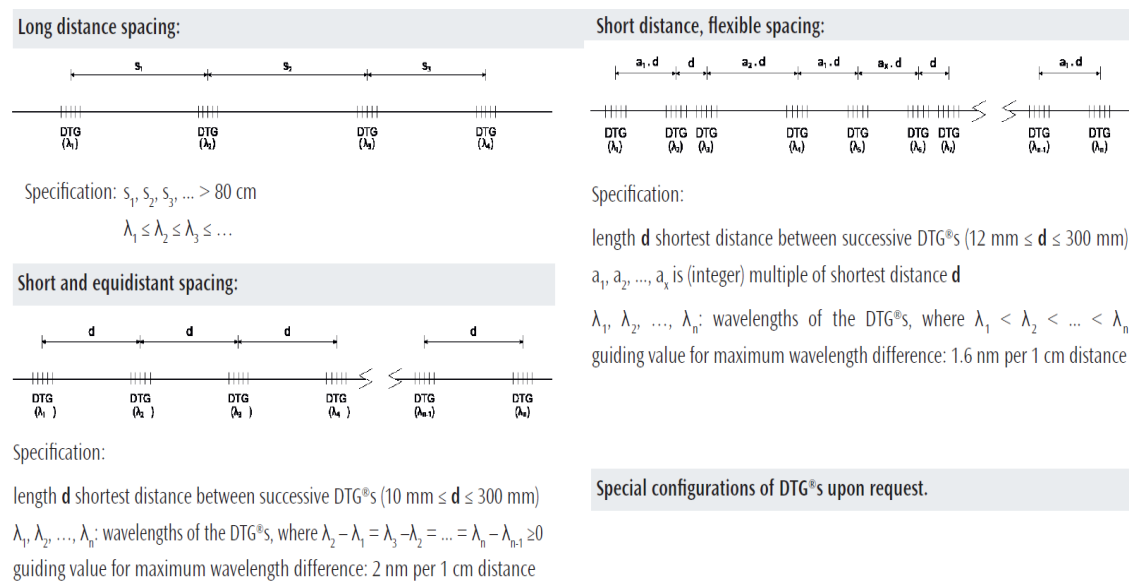 Long distance spacing:
s₁ s₂ s₃
DTG DTG DTG DTG
(λ₁) (λ₂) (λ₃) (λ₄)
Specification: s₁, s₂, s₃, ... > 80 cm
λ₁ ≤ λ₂ ≤ λ₃ ≤ ...
Short and equidistant spacing:
d d d d
DTG DTG DTG DTG DTG DTG
(λ₁ ) (λ₂ ) (λ₃ ) (λ₄ ) (λₙ₋₁) (λₙ)
Specification:
length d shortest distance between successive DTG®s (10 mm ≤ d ≤ 300 mm)
λ₁, λ₂, ..., λₙ: wavelengths of the DTG®s, where λ₂ – λ₁ = λ₃ –λ₂ = ... = λₙ – λₙ₋₁ ≥0
guiding value for maximum wavelength difference: 2 nm per 1 cm distance
Short distance, flexible spacing:
a₁ . d d a₂ . d a₁ . d aₓ . d d a₁ . d
DTG DTG DTG DTG DTG DTG DTG DTG DTG
(λ₁) (λ₂) (λ₃) (λ₄) (λ₅) (λ₆) (λ₇) (λₙ₋₁) (λₙ)
Specification:
length d shortest distance between successive DTG®s (12 mm ≤ d ≤ 300 mm)
a₁, a₂, ..., aₓ is (integer) multiple of shortest distance d
λ₁, λ₂, ..., λₙ: wavelengths of the DTG®s, where λ₁ < λ₂ < ... < λₙ
guiding value for maximum wavelength difference: 1.6 nm per 1 cm distance
Special configurations of DTG®s upon request.